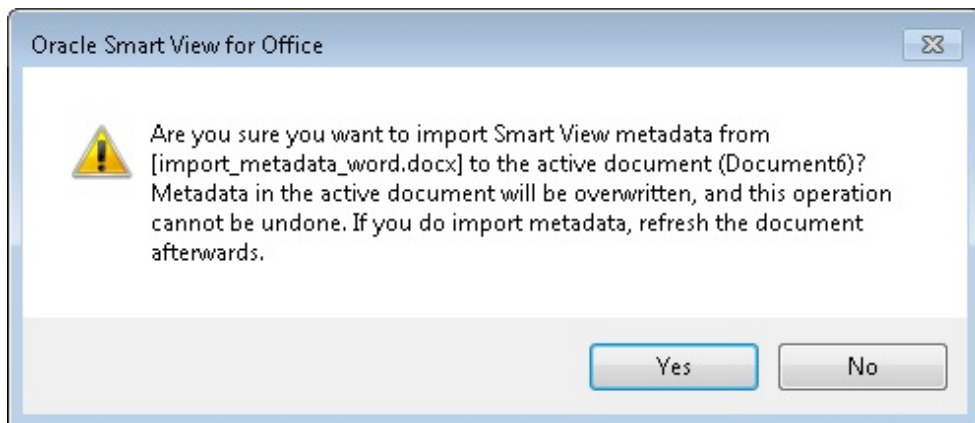 Oracle Smart View for Office
Are you sure you want to import Smart View metadata from
[import_metadata_word.docx] to the active document (Document6)?
Metadata in the active document will be overwritten, and this operation
cannot be undone. If you do import metadata, refresh the document
afterwards.
Yes
No